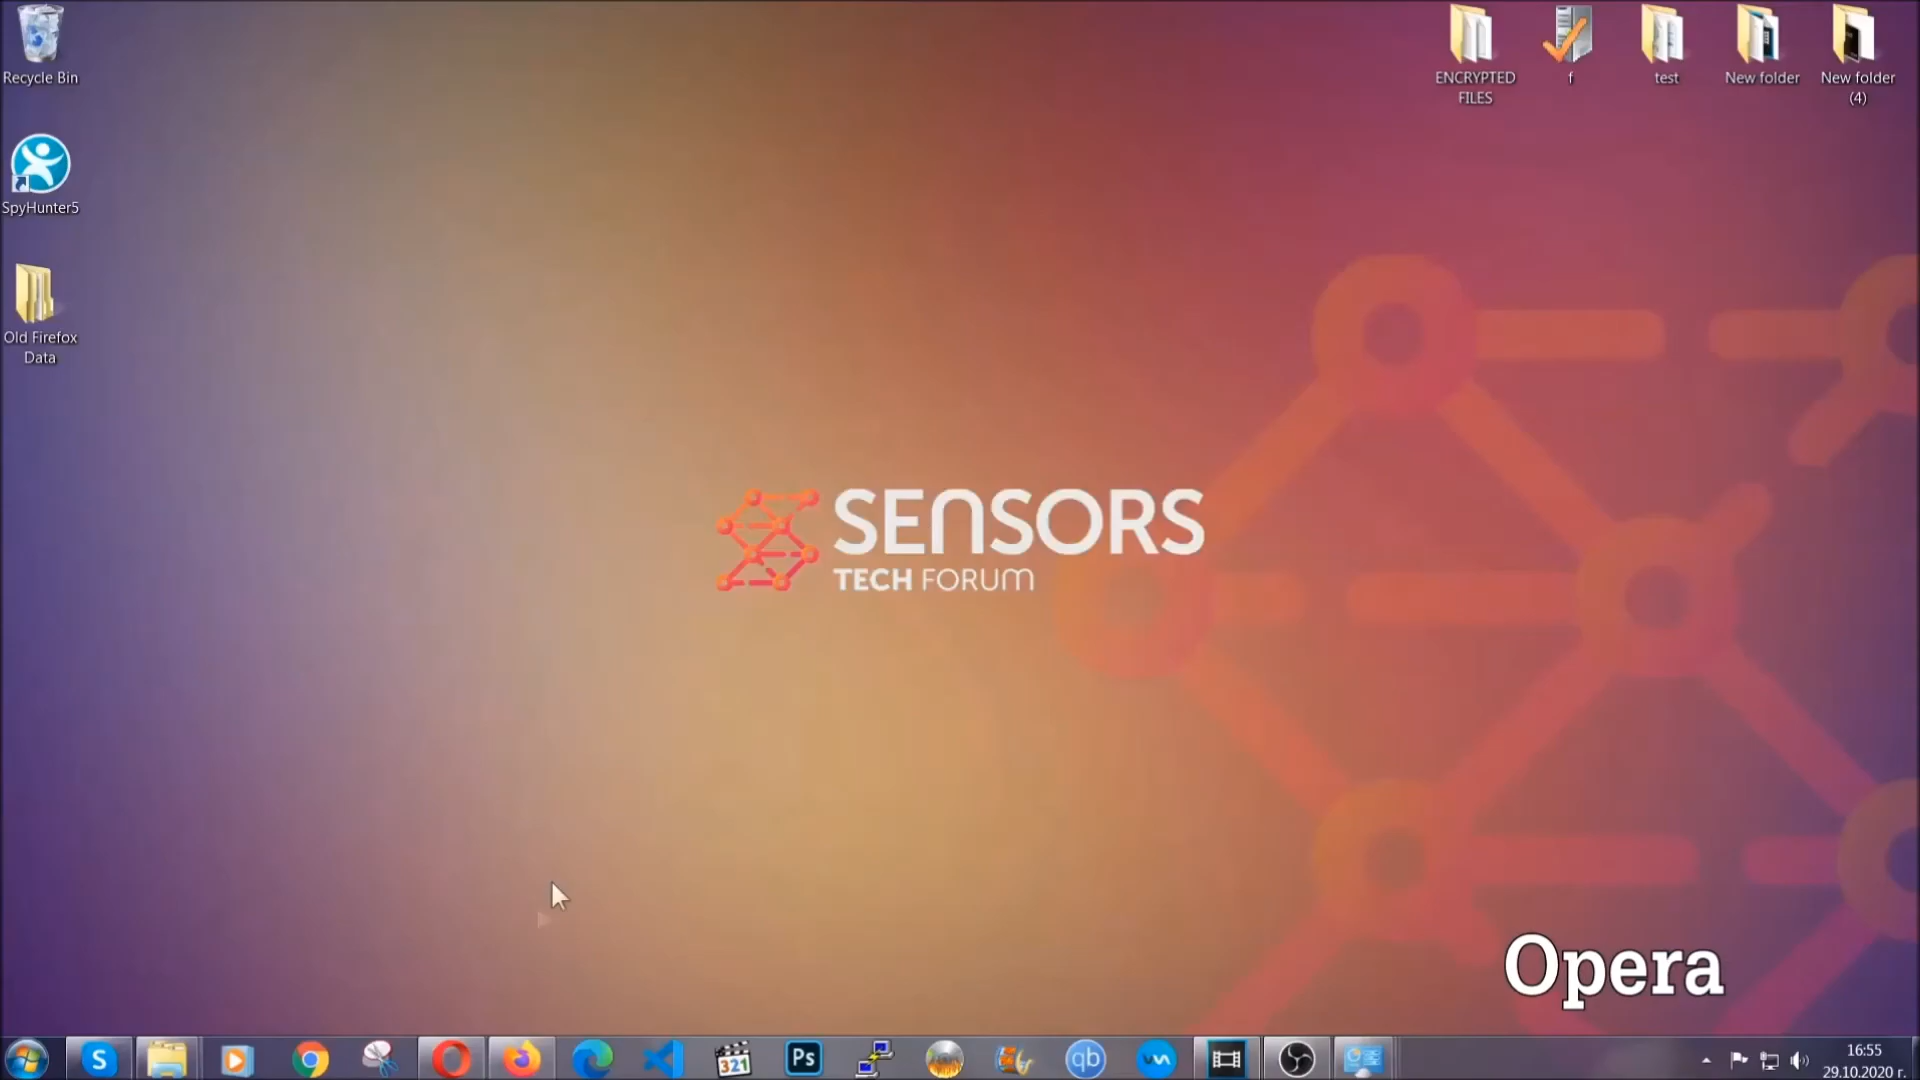 Recycle Bin
SpyHunter5
Old Firefox
Data
ENCRYPTED
FILES
f
test
New folder
New folder
(4)
SENSORS
TECH FORUM
Opera
S
321
Ps
qb
16:55
29.10.2020 г.